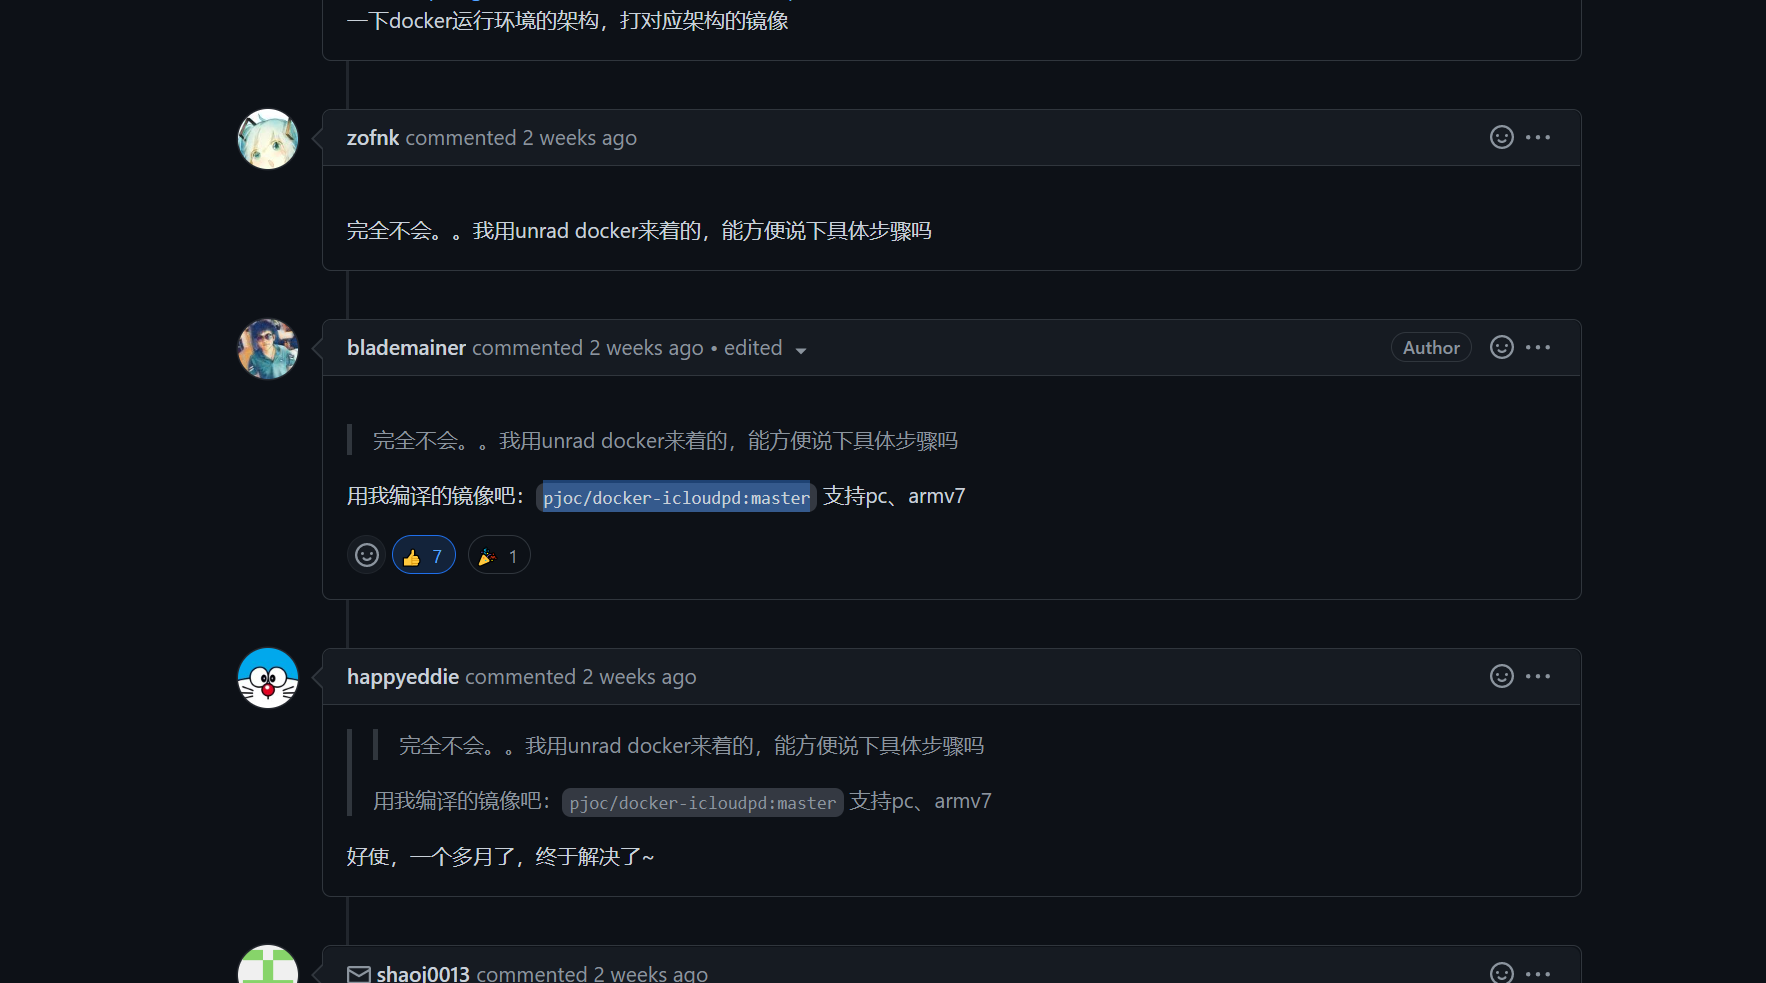 一下docker运行环境的架构，打对应架构的镜像
zofnk commented 2 weeks ago
完全不会。。我用unrad docker来着的，能方便说下具体步骤吗
blademainer commented 2 weeks ago • edited
Author
完全不会。。我用unrad docker来着的，能方便说下具体步骤吗
用我编译的镜像吧： pjoc/docker-icloudpd:master 支持pc、armv7
7
1
happyeddie commented 2 weeks ago
完全不会。。我用unrad docker来着的，能方便说下具体步骤吗
用我编译的镜像吧： pjoc/docker-icloudpd:master 支持pc、armv7
好使，一个多月了，终于解决了~
shaoj0013 commented 2 weeks ago